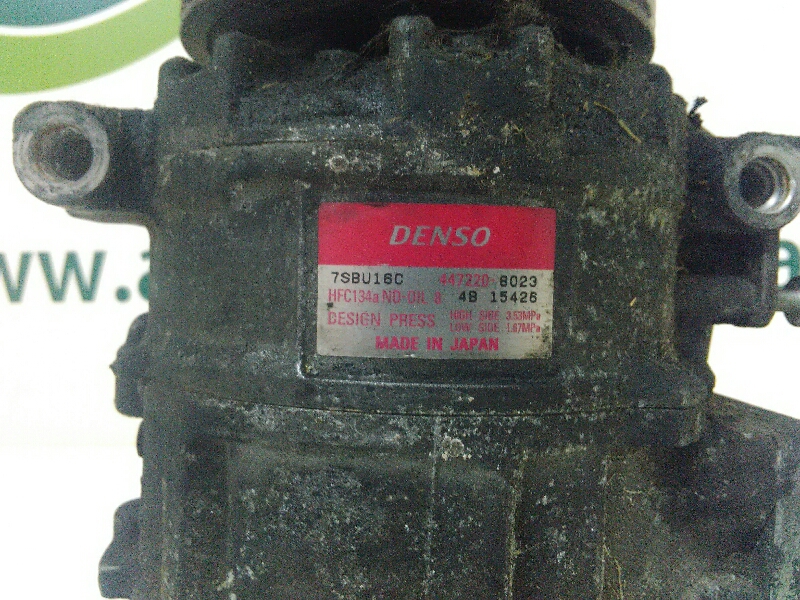 DENSO
7SBU16C 447220-8023
HFC134a ND-OIL 8 48 15426
DESIGN PRESS HIGH SIDE 3.53MPa
LOW SIDE 1.67MPa
MADE IN JAPAN
www.a